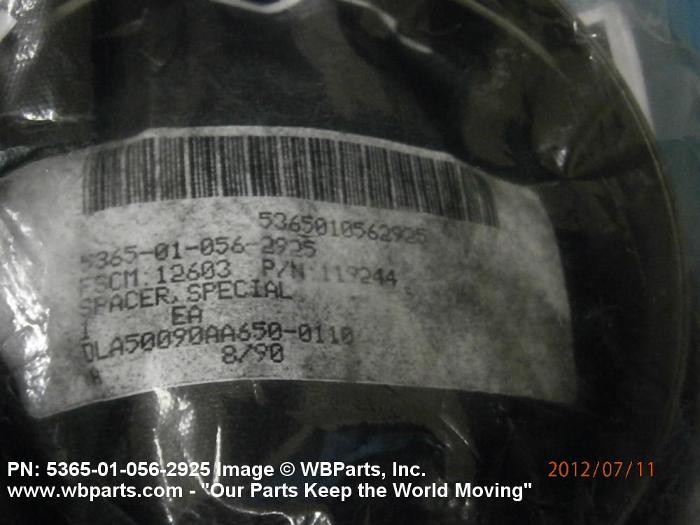 5365010562925
5365-01-056-2925
FSCM 12603 P/N 119244
SPACER, SPECIAL
1 EA
DLA50090AA650-0110
A 8/90
PN: 5365-01-056-2925 Image © WBParts, Inc.
2012/07/11
www.wbparts.com - "Our Parts Keep the World Moving"